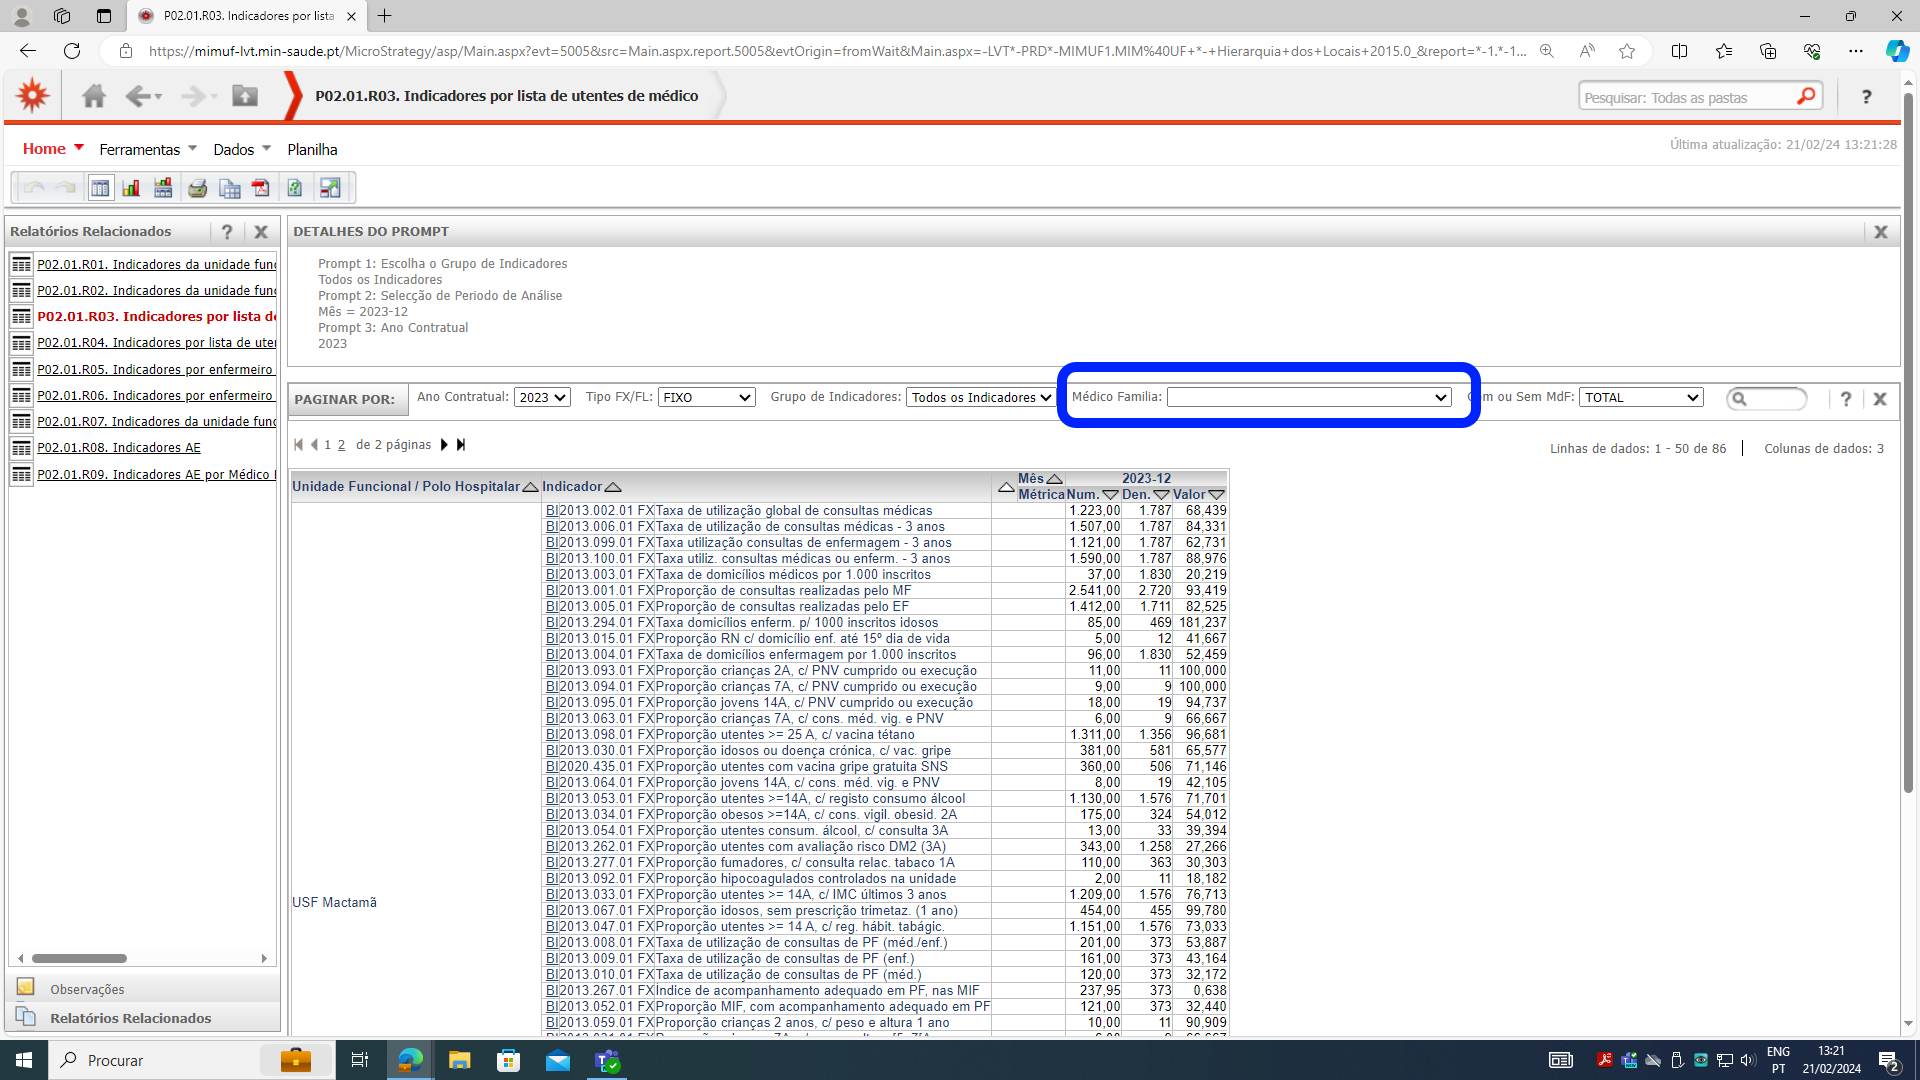 P02.01.R03. Indicadores por lista
https://mimuf-lvt.min-saude.pt/MicroStrategy/asp/Main.aspx?evt=5005&src=Main.aspx.report.5005&evtOrigin=fromWait&Main.aspx=-LVT*-PRD*-MIMUF1.MIM%40UF+*-+Hierarquia+dos+Locais+2015.0_&report=*-1.*-1...
P02.01.R03. Indicadores por lista de utentes de médico
Pesquisar: Todas as pastas
?
Home Ferramentas Dados Planilha
Última atualização: 21/02/24 13:21:28
Relatórios Relacionados ? X
P02.01.R01. Indicadores da unidade fun
P02.01.R02. Indicadores da unidade fun
P02.01.R03. Indicadores por lista d
P02.01.R04. Indicadores por lista de ute
P02.01.R05. Indicadores por enfermeiro
P02.01.R06. Indicadores por enfermeiro
P02.01.R07. Indicadores da unidade fun
P02.01.R08. Indicadores AE
P02.01.R09. Indicadores AE por Médico
Observações
Relatórios Relacionados
DETALHES DO PROMPT X
Prompt 1: Escolha o Grupo de Indicadores
Todos os Indicadores
Prompt 2: Selecção de Periodo de Análise
Mês = 2023-12
Prompt 3: Ano Contratual
2023
PAGINAR POR: Ano Contratual: 2023 Tipo FX/FL: FIXO Grupo de Indicadores: Todos os Indicadores Médico Familia: m ou Sem MdF: TOTAL ? X
1 2 de 2 páginas
Linhas de dados: 1 - 50 de 86 | Colunas de dados: 3
Unidade Funcional / Polo Hospitalar Indicador Mês 2023-12
Métrica Num. Den. Valor
BI 2013.002.01 FX Taxa de utilização global de consultas médicas 1.223,00 1.787 68,439
BI 2013.006.01 FX Taxa de utilização de consultas médicas - 3 anos 1.507,00 1.787 84,331
BI 2013.099.01 FX Taxa utilização consultas de enfermagem - 3 anos 1.121,00 1.787 62,731
BI 2013.100.01 FX Taxa utiliz. consultas médicas ou enferm. - 3 anos 1.590,00 1.787 88,976
BI 2013.003.01 FX Taxa de domicílios médicos por 1.000 inscritos 37,00 1.830 20,219
BI 2013.001.01 FX Proporção de consultas realizadas pelo MF 2.541,00 2.720 93,419
BI 2013.005.01 FX Proporção de consultas realizadas pelo EF 1.412,00 1.711 82,525
BI 2013.294.01 FX Taxa domicílios enferm. p/ 1000 inscritos idosos 85,00 469 181,237
BI 2013.015.01 FX Proporção RN c/ domicílio enf. até 15º dia de vida 5,00 12 41,667
BI 2013.004.01 FX Taxa de domicílios enfermagem por 1.000 inscritos 96,00 1.830 52,459
BI 2013.093.01 FX Proporção crianças 2A, c/ PNV cumprido ou execução 11,00 11 100,000
BI 2013.094.01 FX Proporção crianças 7A, c/ PNV cumprido ou execução 9,00 9 100,000
BI 2013.095.01 FX Proporção jovens 14A, c/ PNV cumprido ou execução 18,00 19 94,737
BI 2013.063.01 FX Proporção crianças 7A, c/ cons. méd. vig. e PNV 6,00 9 66,667
BI 2013.098.01 FX Proporção utentes >= 25 A, c/ vacina tétano 1.311,00 1.356 96,681
BI 2013.030.01 FX Proporção idosos ou doença crónica, c/ vac. gripe 381,00 581 65,577
BI 2020.435.01 FX Proporção utentes com vacina gripe gratuita SNS 360,00 506 71,146
BI 2013.064.01 FX Proporção jovens 14A, c/ cons. méd. vig. e PNV 8,00 19 42,105
BI 2013.053.01 FX Proporção utentes >=14A, c/ registo consumo álcool 1.130,00 1.576 71,701
BI 2013.034.01 FX Proporção obesos >=14A, c/ cons. vigil. obesid. 2A 175,00 324 54,012
BI 2013.054.01 FX Proporção utentes consum. álcool, c/ consulta 3A 13,00 33 39,394
BI 2013.262.01 FX Proporção utentes com avaliação risco DM2 (3A) 343,00 1.258 27,266
BI 2013.277.01 FX Proporção fumadores, c/ consulta relac. tabaco 1A 110,00 363 30,303
BI 2013.092.01 FX Proporção hipocoagulados controlados na unidade 2,00 11 18,182
BI 2013.033.01 FX Proporção utentes >= 14A, c/ IMC últimos 3 anos 1.209,00 1.576 76,713
USF Mactamã
BI 2013.067.01 FX Proporção idosos, sem prescrição trimetaz. (1 ano) 454,00 455 99,780
BI 2013.047.01 FX Proporção utentes >= 14 A, c/ reg. hábit. tabágic. 1.151,00 1.576 73,033
BI 2013.008.01 FX Taxa de utilização de consultas de PF (méd./enf.) 201,00 373 53,887
BI 2013.009.01 FX Taxa de utilização de consultas de PF (enf.) 161,00 373 43,164
BI 2013.010.01 FX Taxa de utilização de consultas de PF (méd.) 120,00 373 32,172
BI 2013.267.01 FX Índice de acompanhamento adequado em PF, nas MIF 237,95 373 0,638
BI 2013.052.01 FX Proporção MIF, com acompanhamento adequado em PF 121,00 373 32,440
BI 2013.059.01 FX Proporção crianças 2 anos, c/ peso e altura 1 ano 10,00 11 90,909
Procurar
ENG
PT
13:21
21/02/2024
2